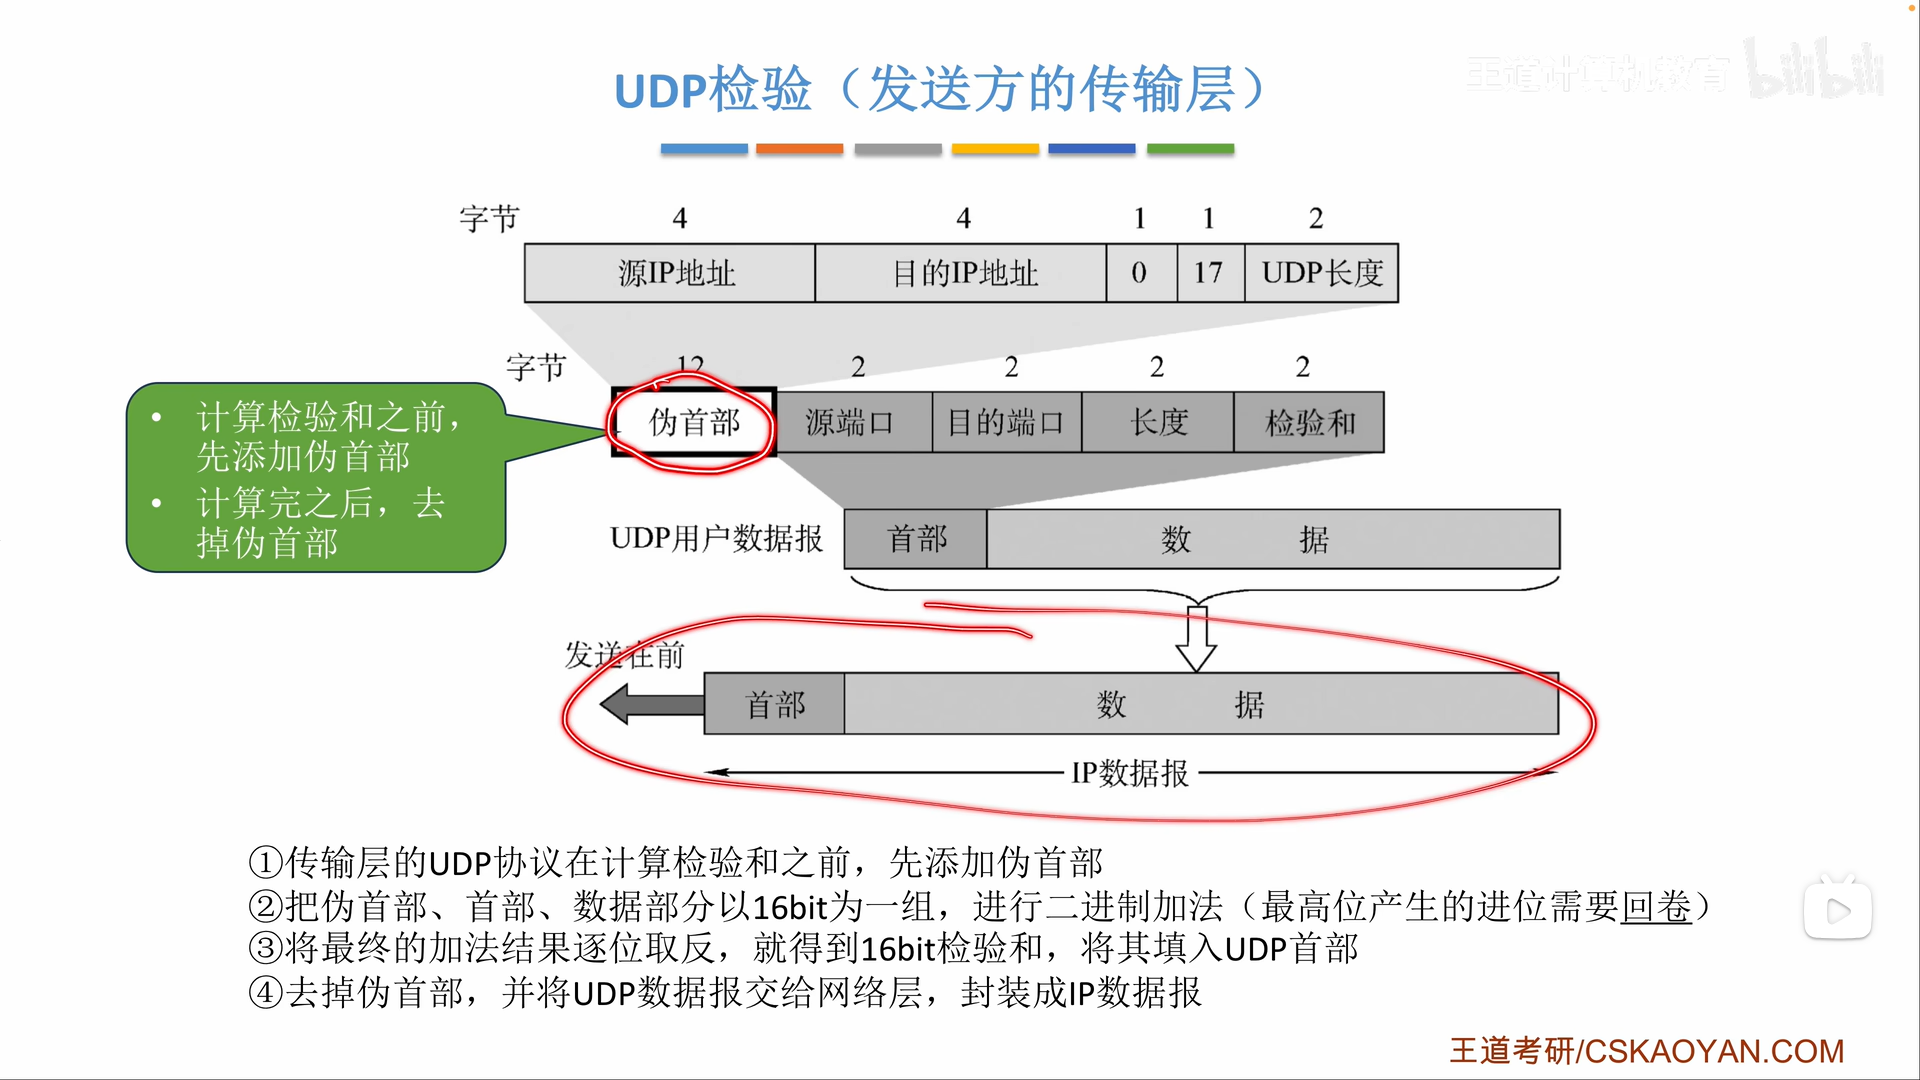 王道计算机教育 bilibili
UDP检验（发送方的传输层）
字节 4 4 1 1 2
源IP地址 目的IP地址 0 17 UDP长度
字节 12 2 2 2 2
伪首部 源端口 目的端口 长度 检验和
• 计算检验和之前，
先添加伪首部
• 计算完之后，去
掉伪首部
UDP用户数据报 首部 数 据
发送在前
首部 数 据
IP数据报
①传输层的UDP协议在计算检验和之前，先添加伪首部
②把伪首部、首部、数据部分以16bit为一组，进行二进制加法（最高位产生的进位需要回卷）
③将最终的加法结果逐位取反，就得到16bit检验和，将其填入UDP首部
④去掉伪首部，并将UDP数据报交给网络层，封装成IP数据报
王道考研/CSKAOYAN.COM